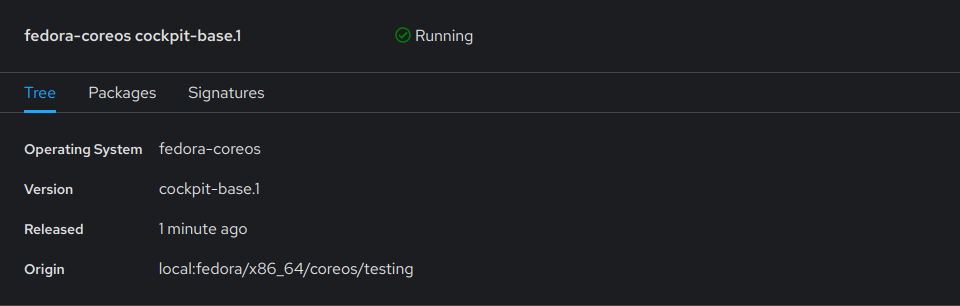 fedora-coreos cockpit-base.1 Running
Tree Packages Signatures
Operating System fedora-coreos
Version cockpit-base.1
Released 1 minute ago
Origin local:fedora/x86_64/coreos/testing